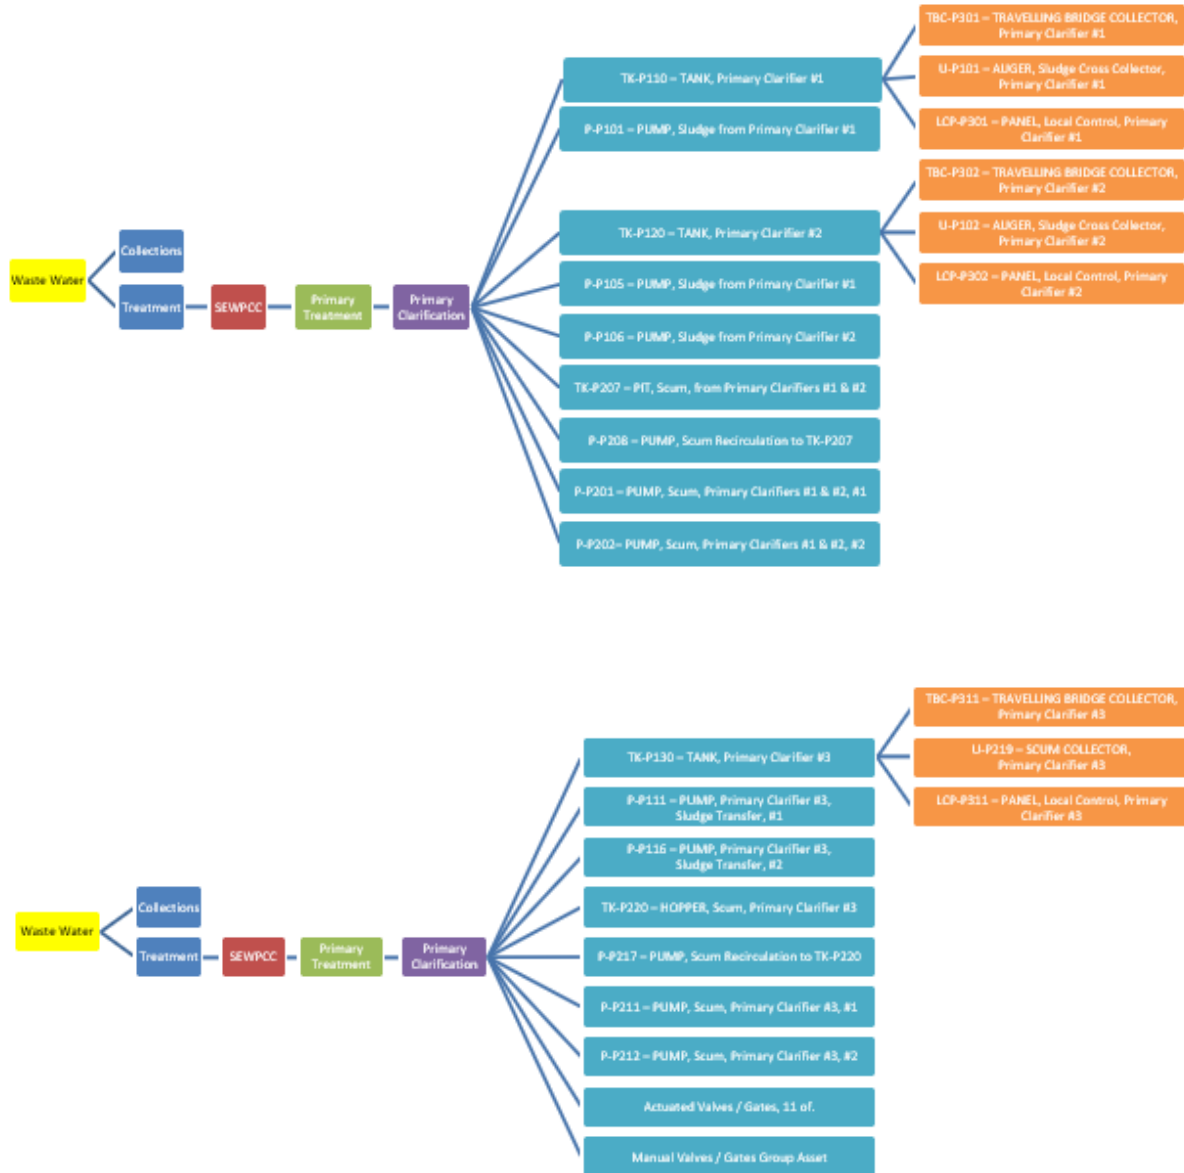 TBC-P301 – TRAVELLING BRIDGE COLLECTOR,
Primary Clarifier #1
TK-P110 – TANK, Primary Clarifier #1
U-P101 – AUGER, Sludge Cross Collector,
Primary Clarifier #1
P-P101 – PUMP, Sludge from Primary Clarifier #1
LCP-P301 – PANEL, Local Control, Primary
Clarifier #1
TBC-P302 – TRAVELLING BRIDGE COLLECTOR,
Primary Clarifier #2
TK-P120 – TANK, Primary Clarifier #2
U-P102 – AUGER, Sludge Cross Collector,
Primary Clarifier #2
LCP-P302 – PANEL, Local Control, Primary
Clarifier #2
Waste Water
Collections
Treatment
SEWPCC
Primary
Treatment
Primary
Clarification
P-P105 – PUMP, Sludge from Primary Clarifier #1
P-P106 – PUMP, Sludge from Primary Clarifier #2
TK-P207 – PIT, Scum, from Primary Clarifiers #1 & #2
P-P208 – PUMP, Scum Recirculation to TK-P207
P-P201 – PUMP, Scum, Primary Clarifiers #1 & #2, #1
P-P202– PUMP, Scum, Primary Clarifiers #1 & #2, #2
TBC-P311 – TRAVELLING BRIDGE COLLECTOR,
Primary Clarifier #3
TK-P130 – TANK, Primary Clarifier #3
U-P219 – SCUM COLLECTOR,
Primary Clarifier #3
LCP-P311 – PANEL, Local Control, Primary
Clarifier #3
P-P111 – PUMP, Primary Clarifier #3,
Sludge Transfer, #1
P-P116 – PUMP, Primary Clarifier #3,
Sludge Transfer, #2
Waste Water
Collections
Treatment
SEWPCC
Primary
Treatment
Primary
Clarification
TK-P220 – HOPPER, Scum, Primary Clarifier #3
P-P217 – PUMP, Scum Recirculation to TK-P220
P-P211 – PUMP, Scum, Primary Clarifier #3, #1
P-P212 – PUMP, Scum, Primary Clarifier #3, #2
Actuated Valves / Gates, 11 of.
Manual Valves / Gates Group Asset